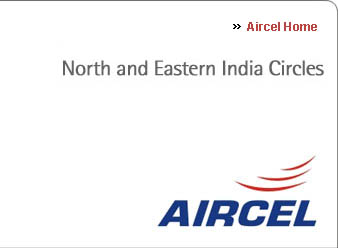 » Aircel Home
North and Eastern India Circles
AIRCEL